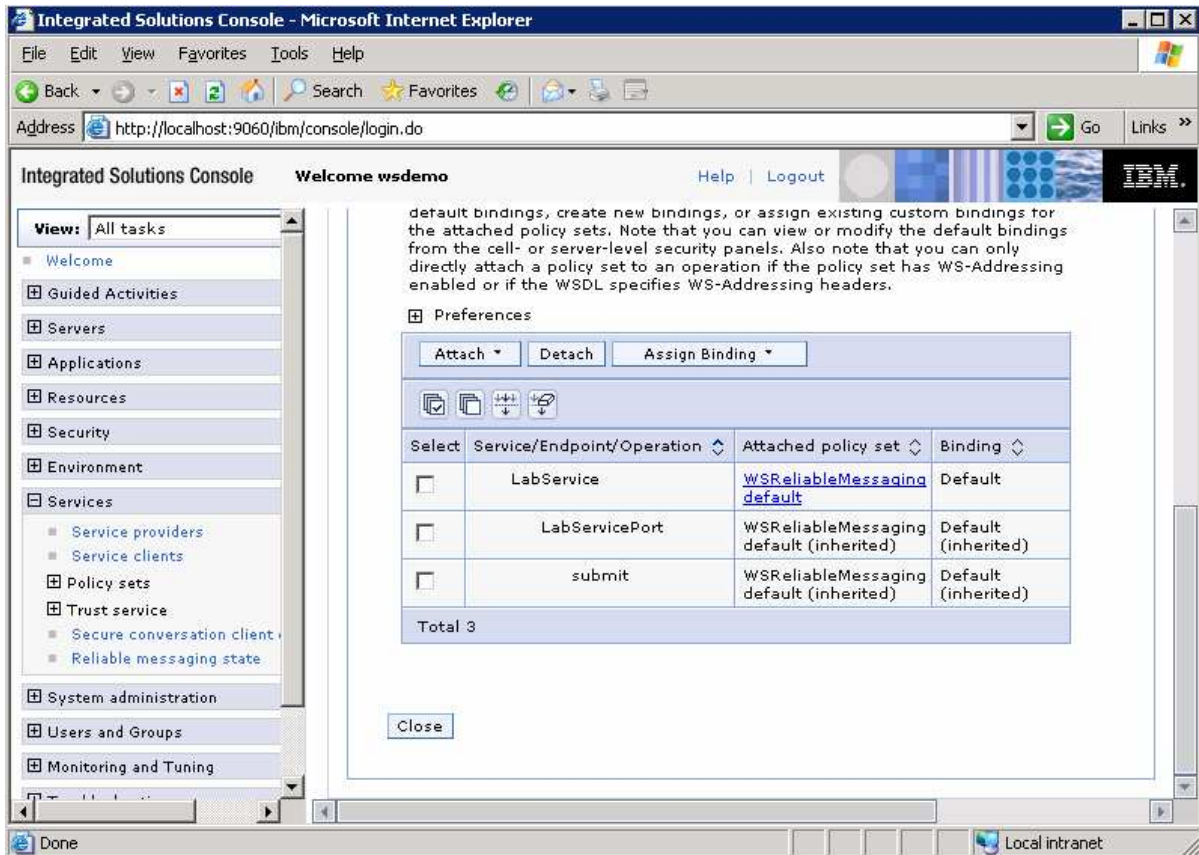 Integrated Solutions Console - Microsoft Internet Explorer
File Edit View Favorites Tools Help
Back Search Favorites
Address http://localhost:9060/ibm/console/login.do Go Links »
Integrated Solutions Console Welcome wsdemo Help | Logout IBM.
View: All tasks
Welcome
Guided Activities
Servers
Applications
Resources
Security
Environment
Services
Service providers
Service clients
Policy sets
Trust service
Secure conversation client
Reliable messaging state
System administration
Users and Groups
Monitoring and Tuning
default bindings, create new bindings, or assign existing custom bindings for
the attached policy sets. Note that you can view or modify the default bindings
from the cell- or server-level security panels. Also note that you can only
directly attach a policy set to an operation if the policy set has WS-Addressing
enabled or if the WSDL specifies WS-Addressing headers.
Preferences
Attach Detach Assign Binding
Select Service/Endpoint/Operation Attached policy set Binding
LabService WSReliableMessaging Default
default
LabServicePort WSReliableMessaging Default
default (inherited) (inherited)
submit WSReliableMessaging Default
default (inherited) (inherited)
Total 3
Close
Done Local intranet